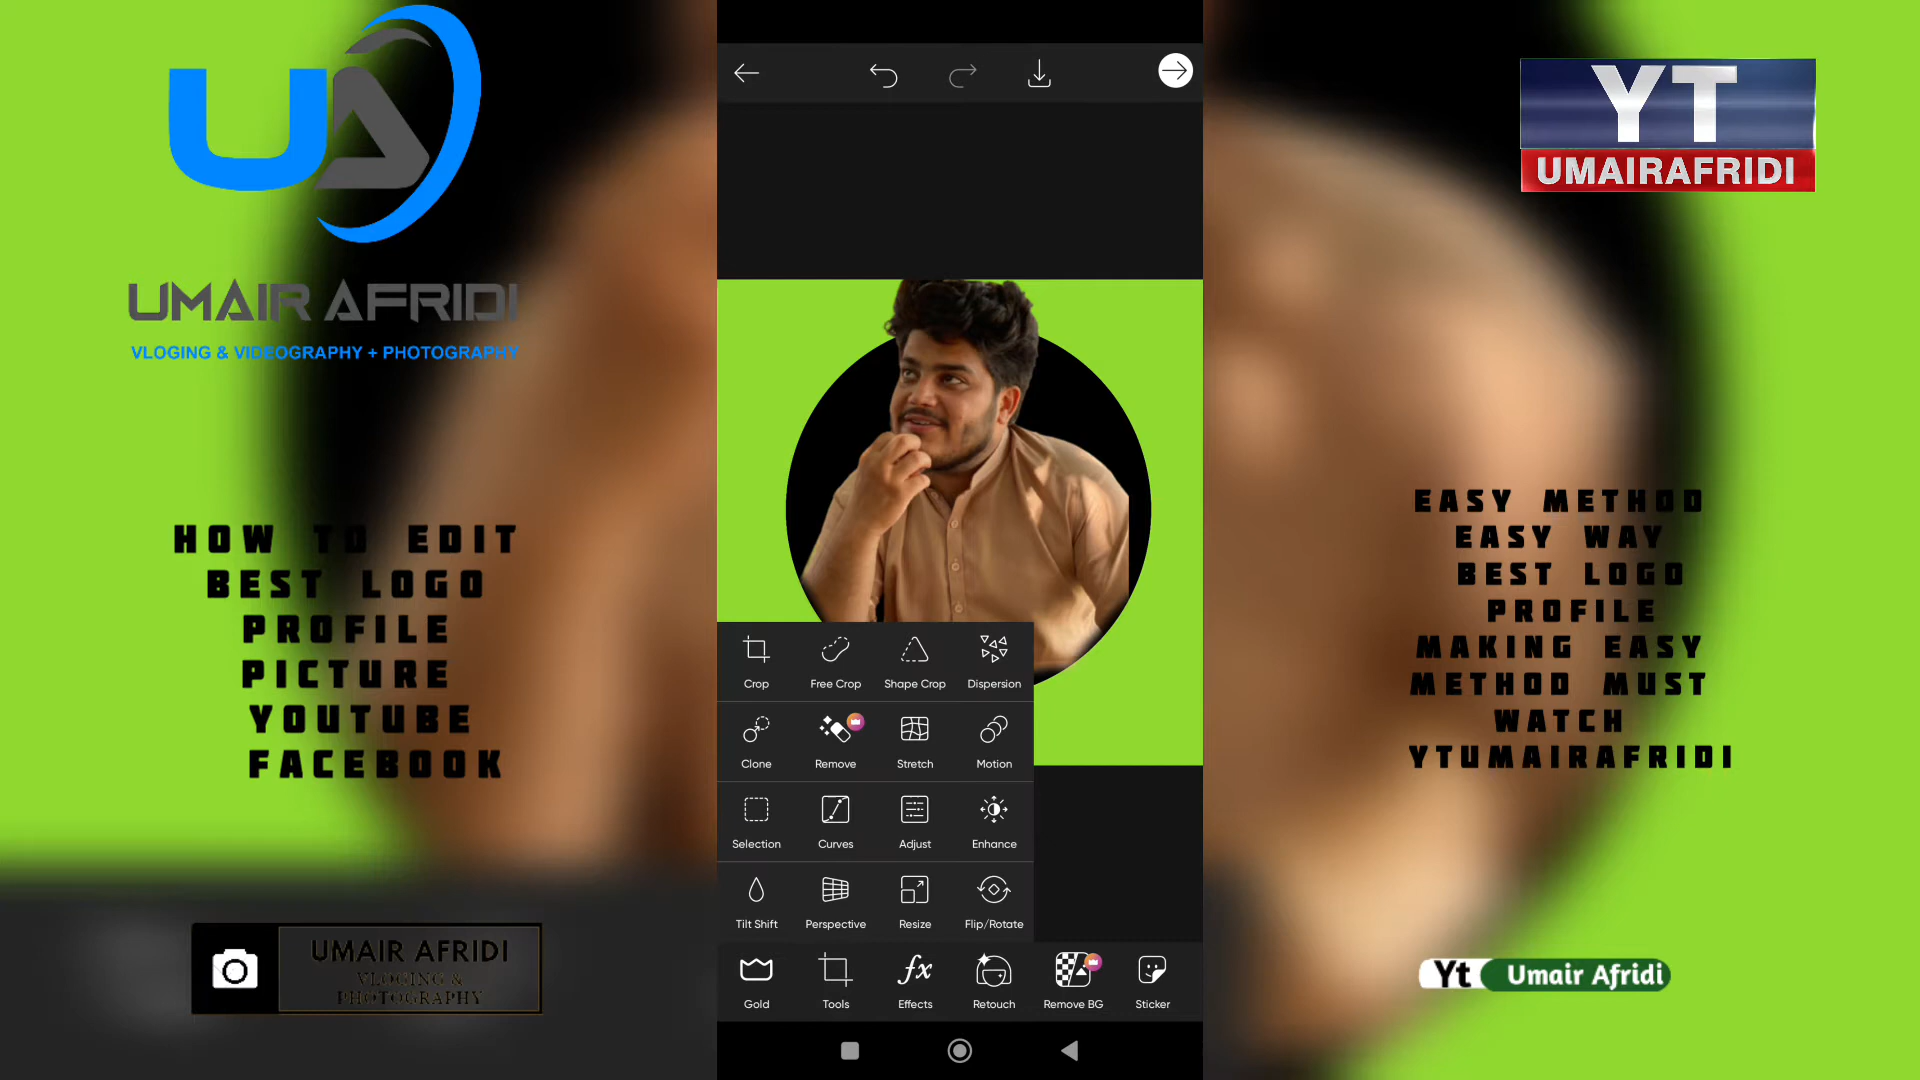 UA
UMAIR AFRIDI
VLOGING & VIDEOGRAPHY + PHOTOGRAPHY
HOW TO EDIT
BEST LOGO
PROFILE
PICTURE
YOUTUBE
FACEBOOK
UMAIR AFRIDI
VLOGING &
PHOTOGRAPHY
Crop Free Crop Shape Crop Dispersion
Clone Remove Stretch Motion
Selection Curves Adjust Enhance
Tilt Shift Perspective Resize Flip/Rotate
fx
Gold Tools Effects Retouch Remove BG Sticker
YT
UMAIRAFRIDI
EASY METHOD
EASY WAY
BEST LOGO
PROFILE
MAKING EASY
METHOD MUST
WATCH
YTUMAIRAFRIDI
Yt Umair Afridi